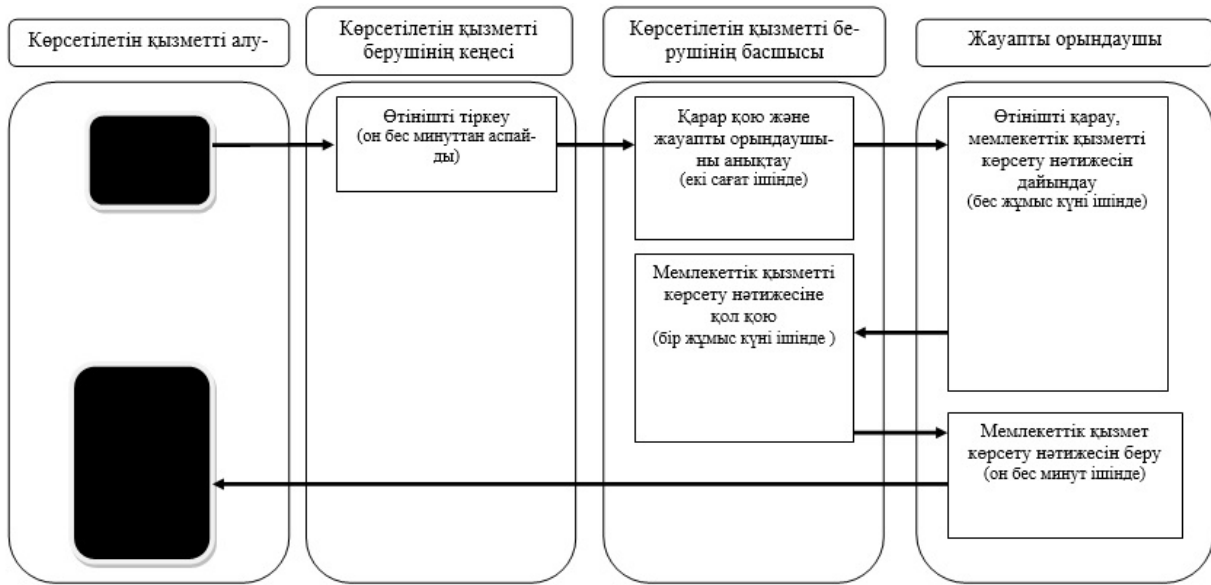 Көрсетілетін қызметті алу-
Көрсетілетін қызметті
берушінің кеңесі
Көрсетілетін қызметті бе-
рушінің басшысы
Жауапты орындаушы
Өтінішті тіркеу
(он бес минуттан аспай-
ды)
Қарар қою және
жауапты орындаушы-
ны анықтау
(екі сағат ішінде)
Өтінішті қарау,
мемлекеттік қызметті
көрсету нәтижесін
дайындау
(бес жұмыс күні ішінде)
Мемлекеттік қызметті
көрсету нәтижесіне
қол қою
(бір жұмыс күні ішінде )
Мемлекеттік қызмет
көрсету нәтижесін беру
(он бес минут ішінде)